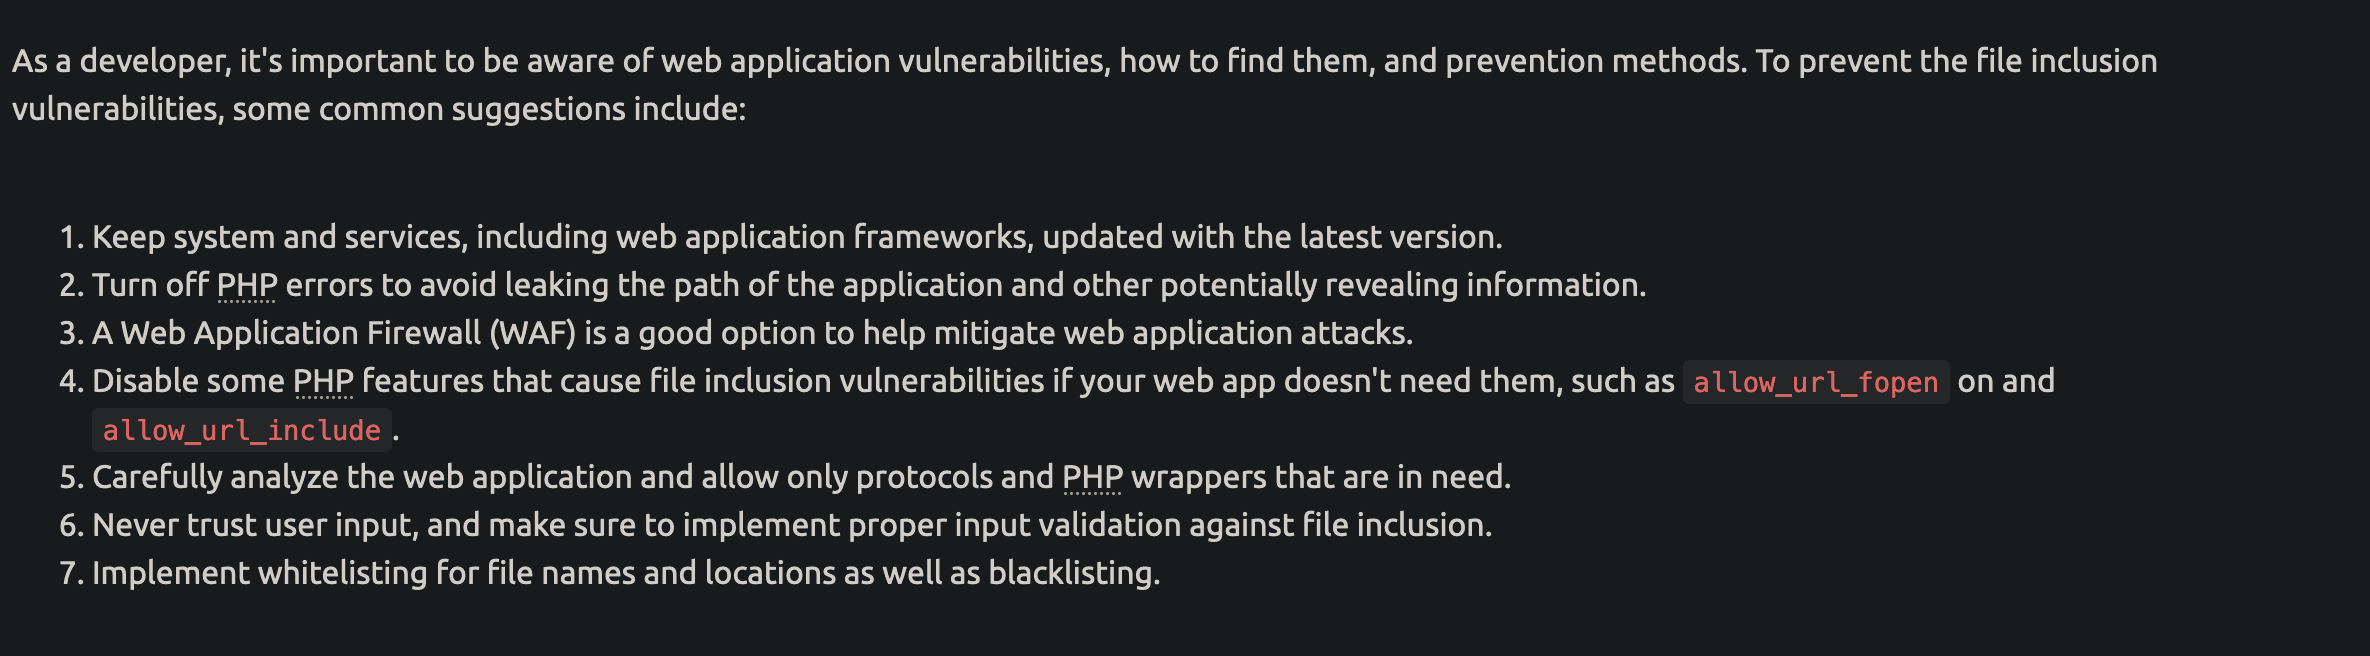 As a developer, it's important to be aware of web application vulnerabilities, how to find them, and prevention methods. To prevent the file inclusion
vulnerabilities, some common suggestions include:
1. Keep system and services, including web application frameworks, updated with the latest version.
2. Turn off PHP errors to avoid leaking the path of the application and other potentially revealing information.
3. A Web Application Firewall (WAF) is a good option to help mitigate web application attacks.
4. Disable some PHP features that cause file inclusion vulnerabilities if your web app doesn't need them, such as allow_url_fopen on and
allow_url_include.
5. Carefully analyze the web application and allow only protocols and PHP wrappers that are in need.
6. Never trust user input, and make sure to implement proper input validation against file inclusion.
7. Implement whitelisting for file names and locations as well as blacklisting.